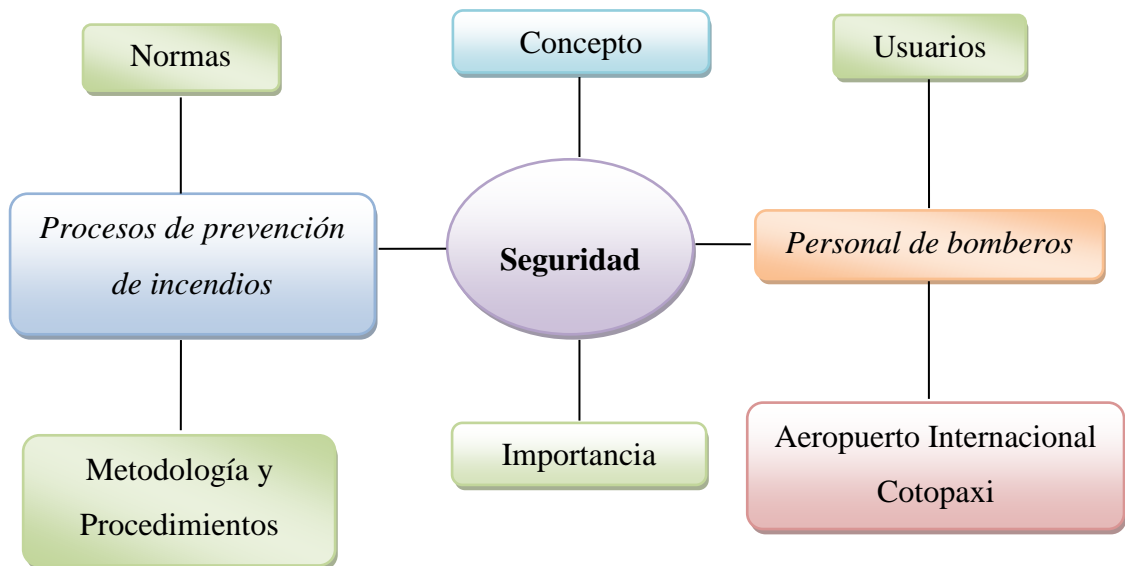 Normas
Concepto
Usuarios
Procesos de prevención
de incendios
Seguridad
Personal de bomberos
Metodología y
Procedimientos
Importancia
Aeropuerto Internacional
Cotopaxi